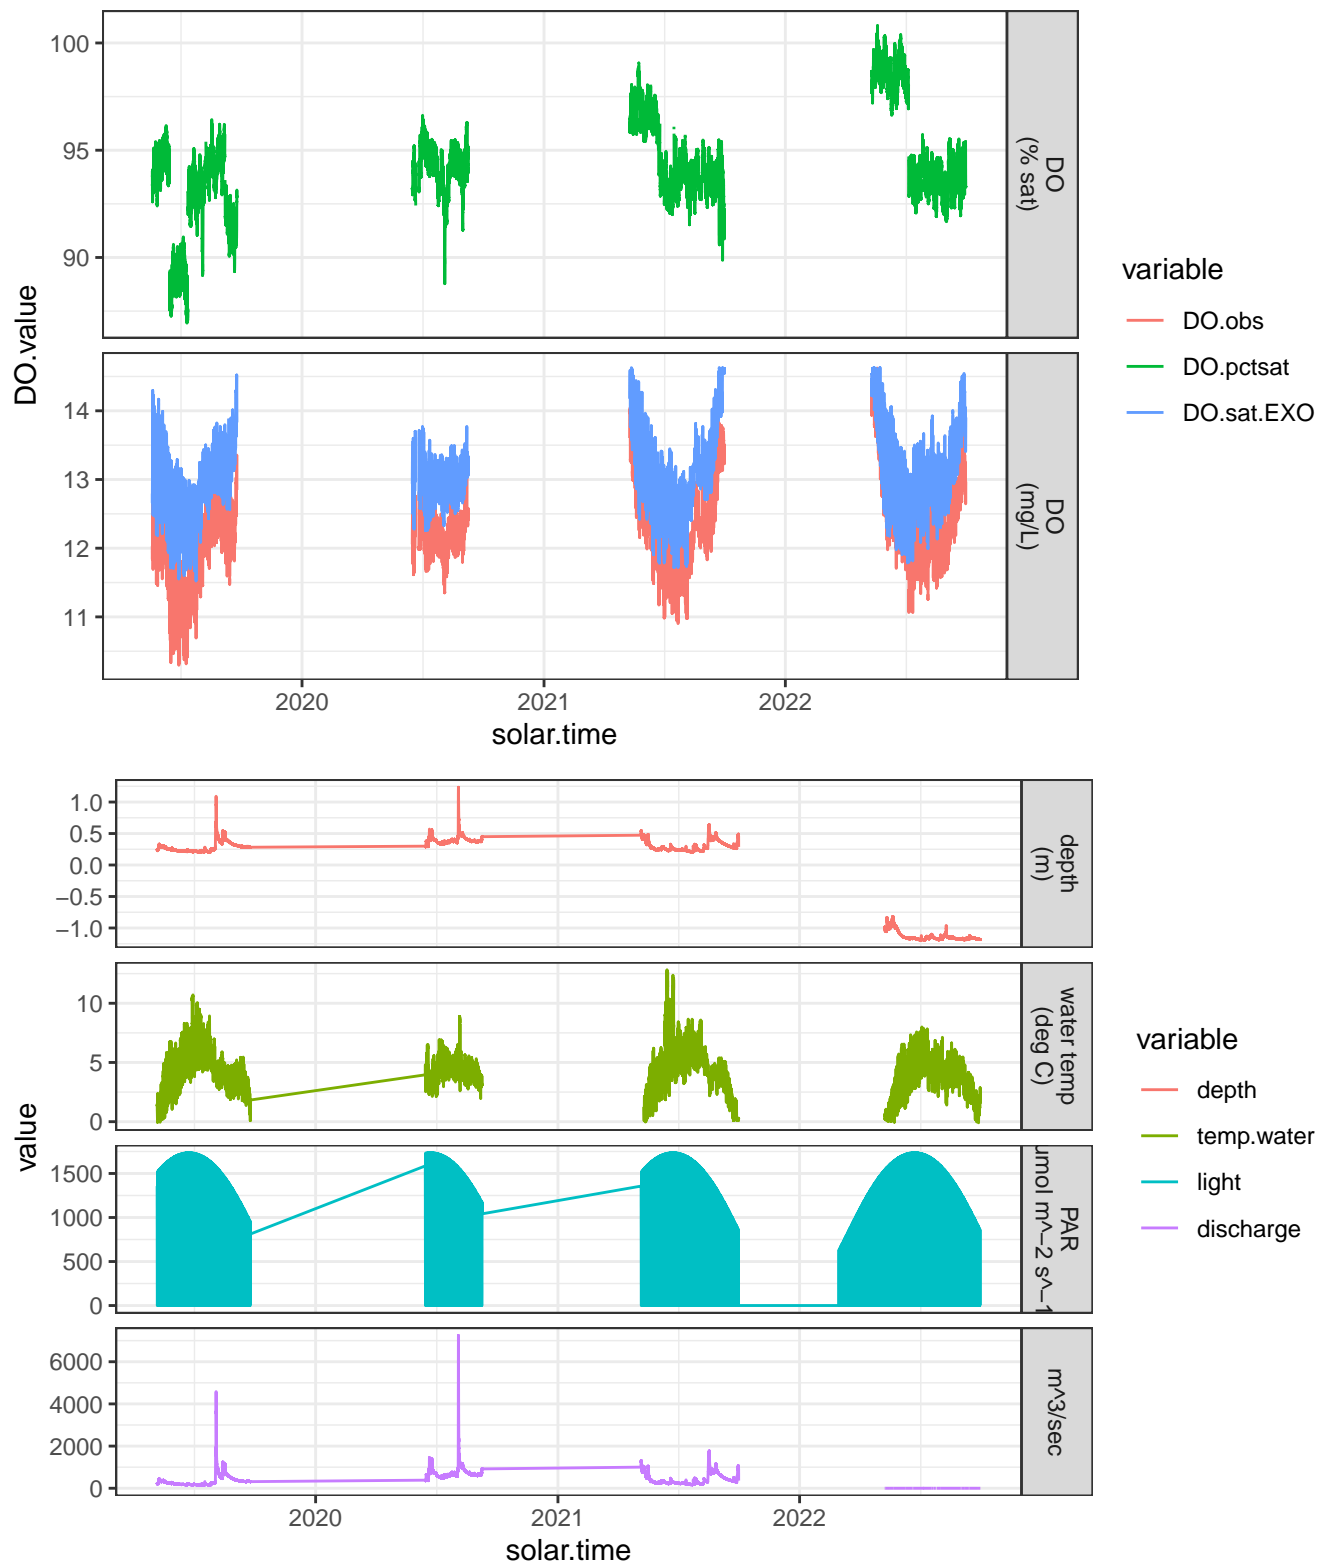 DO.value
100
95
90
DO
(% sat)
14
13
12
11
DO
(mg/L)
2020 2021 2022
solar.time
variable
DO.obs
DO.pctsat
DO.sat.EXO
value
1.0
0.5
0.0
−0.5
−1.0
depth
(m)
10
5
0
water temp
(deg C)
1500
1000
500
0
PAR
umol m^−2 s^−1
6000
4000
2000
0
m^3/sec
2020 2021 2022
solar.time
variable
depth
temp.water
light
discharge